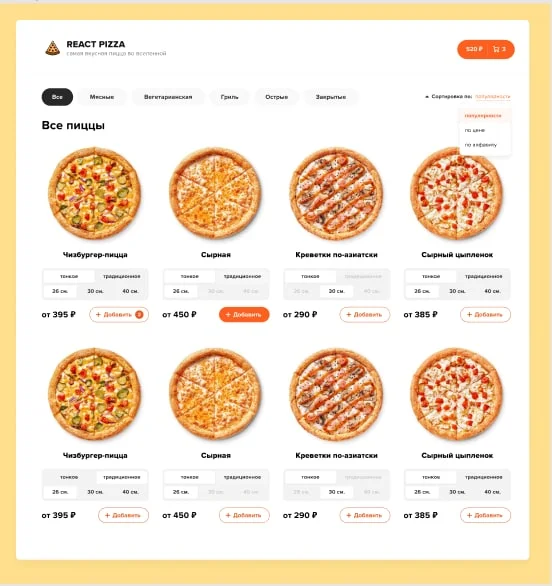 REACT PIZZA
самая вкусная пицца во вселенной
520 ₽ 3
Все Мясные Вегетарианская Гриль Острые Закрытые
Сортировка по: популярности
популярности
по цене
по алфавиту
Все пиццы
Чизбургер-пицца Сырная Креветки по-азиатски Сырный цыпленок
тонкое традиционное тонкое традиционное тонкое традиционное тонкое традиционное
26 см. 30 см. 40 см. 26 см. 30 см. 40 см. 26 см. 30 см. 40 см. 26 см. 30 см. 40 см.
от 395 ₽ + Добавить от 450 ₽ + Добавить от 290 ₽ + Добавить от 385 ₽ + Добавить
Чизбургер-пицца Сырная Креветки по-азиатски Сырный цыпленок
тонкое традиционное тонкое традиционное тонкое традиционное тонкое традиционное
26 см. 30 см. 40 см. 26 см. 30 см. 40 см. 26 см. 30 см. 40 см. 26 см. 30 см. 40 см.
от 395 ₽ + Добавить от 450 ₽ + Добавить от 290 ₽ + Добавить от 385 ₽ + Добавить